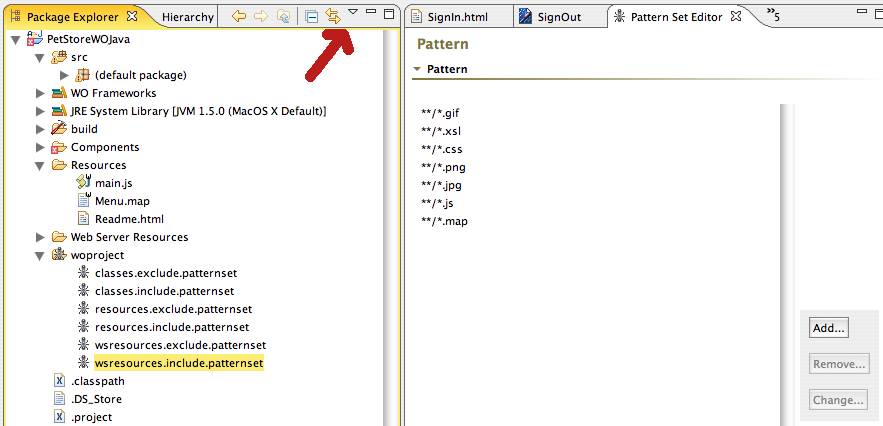 Package Explorer
Hierarchy
PetStoreWOJava
src
(default package)
WO Frameworks
JRE System Library [JVM 1.5.0 (MacOS X Default)]
build
Components
Resources
main.js
Menu.map
Readme.html
Web Server Resources
woproject
classes.exclude.patternset
classes.include.patternset
resources.exclude.patternset
resources.include.patternset
wsresources.exclude.patternset
wsresources.include.patternset
.classpath
.DS_Store
.project
SignIn.html
SignOut
Pattern Set Editor
»5
Pattern
Pattern
**/*.gif
**/*.xsl
**/*.css
**/*.png
**/*.jpg
**/*.js
**/*.map
Add...
Remove...
Change...